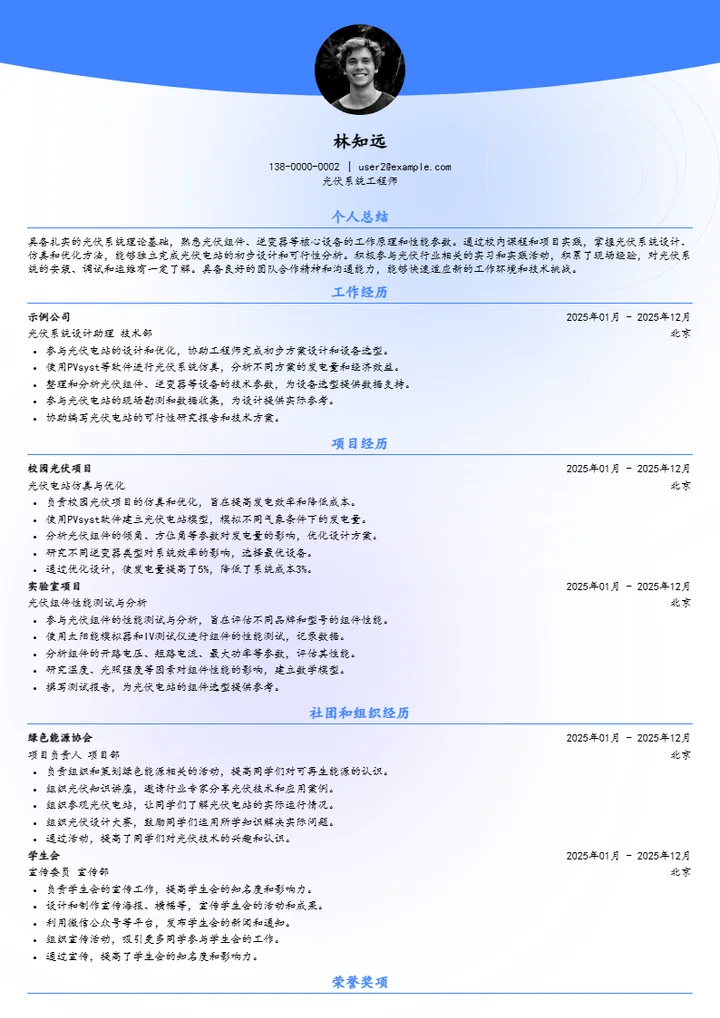 林知远
138-0000-0002 | user2@example.com
光伏系统工程师
个人总结
具备扎实的光伏系统理论基础，熟悉光伏组件、逆变器等核心设备的工作原理和性能参数。通过校内课程和项目实践，掌握光伏系统设计、
仿真和优化方法，能够独立完成光伏电站的初步设计和可行性分析。积极参与光伏行业相关的实习和实践活动，积累了现场经验，对光伏系
统的安装、调试和运维有一定了解。具备良好的团队合作精神和沟通能力，能够快速适应新的工作环境和技术挑战。
工作经历
示例公司 2025年01月 - 2025年12月
光伏系统设计助理 技术部 北京
• 参与光伏电站的设计和优化，协助工程师完成初步方案设计和设备选型。
• 使用PVsyst等软件进行光伏系统仿真，分析不同方案的发电量和经济效益。
• 整理和分析光伏组件、逆变器等设备的技术参数，为设备选型提供数据支持。
• 参与光伏电站的现场勘测和数据收集，为设计提供实际参考。
• 协助编写光伏电站的可行性研究报告和技术方案。
项目经历
校园光伏项目 2025年01月 - 2025年12月
光伏电站仿真与优化 北京
• 负责校园光伏项目的仿真和优化，旨在提高发电效率和降低成本。
• 使用PVsyst软件建立光伏电站模型，模拟不同气象条件下的发电量。
• 分析光伏组件的倾角、方位角等参数对发电量的影响，优化设计方案。
• 研究不同逆变器类型对系统效率的影响，选择最优设备。
• 通过优化设计，使发电量提高了5%，降低了系统成本3%。
实验室项目 2025年01月 - 2025年12月
光伏组件性能测试与分析 北京
• 参与光伏组件的性能测试与分析，旨在评估不同品牌和型号的组件性能。
• 使用太阳能模拟器和IV测试仪进行组件的性能测试，记录数据。
• 分析组件的开路电压、短路电流、最大功率等参数，评估其性能。
• 研究温度、光照强度等因素对组件性能的影响，建立数学模型。
• 撰写测试报告，为光伏电站的组件选型提供参考。
社团和组织经历
绿色能源协会 2025年01月 - 2025年12月
项目负责人 项目部 北京
• 负责组织和策划绿色能源相关的活动，提高同学们对可再生能源的认识。
• 组织光伏知识讲座，邀请行业专家分享光伏技术和应用案例。
• 组织参观光伏电站，让同学们了解光伏电站的实际运行情况。
• 组织光伏设计大赛，鼓励同学们运用所学知识解决实际问题。
• 通过活动，提高了同学们对光伏技术的兴趣和认识。
学生会 2025年01月 - 2025年12月
宣传委员 宣传部 北京
• 负责学生会的宣传工作，提高学生会的知名度和影响力。
• 设计和制作宣传海报、横幅等，宣传学生会的活动和成果。
• 利用微信公众号等平台，发布学生会的新闻和通知。
• 组织宣传活动，吸引更多同学参与学生会的工作。
• 通过宣传，提高了学生会的知名度和影响力。
荣誉奖项